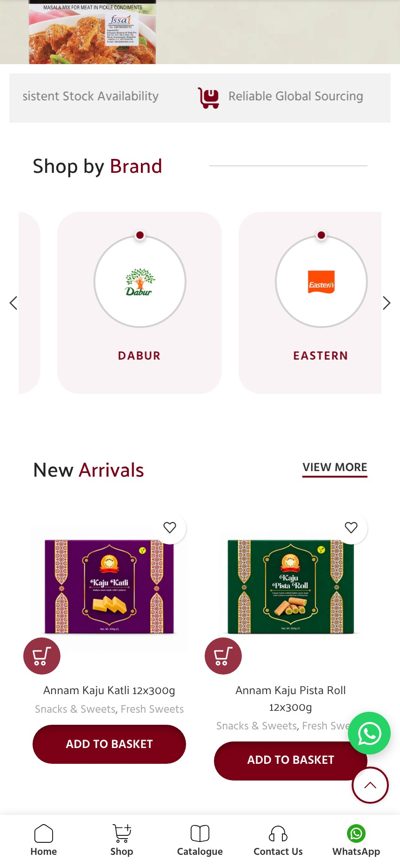 MASALA MIX FOR MEAT IN PICKLE CONDIMENTS
fssai
sistent Stock Availability
Reliable Global Sourcing
Shop by Brand
Dabur
Eastern
DABUR
EASTERN
New Arrivals
VIEW MORE
Kaju Katli
Kaju
Pista Roll
Annam Kaju Katli 12x300g
Snacks & Sweets, Fresh Sweets
ADD TO BASKET
Annam Kaju Pista Roll
12x300g
Snacks & Sweets, Fresh Swe
ADD TO BASKET
Home
Shop
Catalogue
Contact Us
WhatsApp